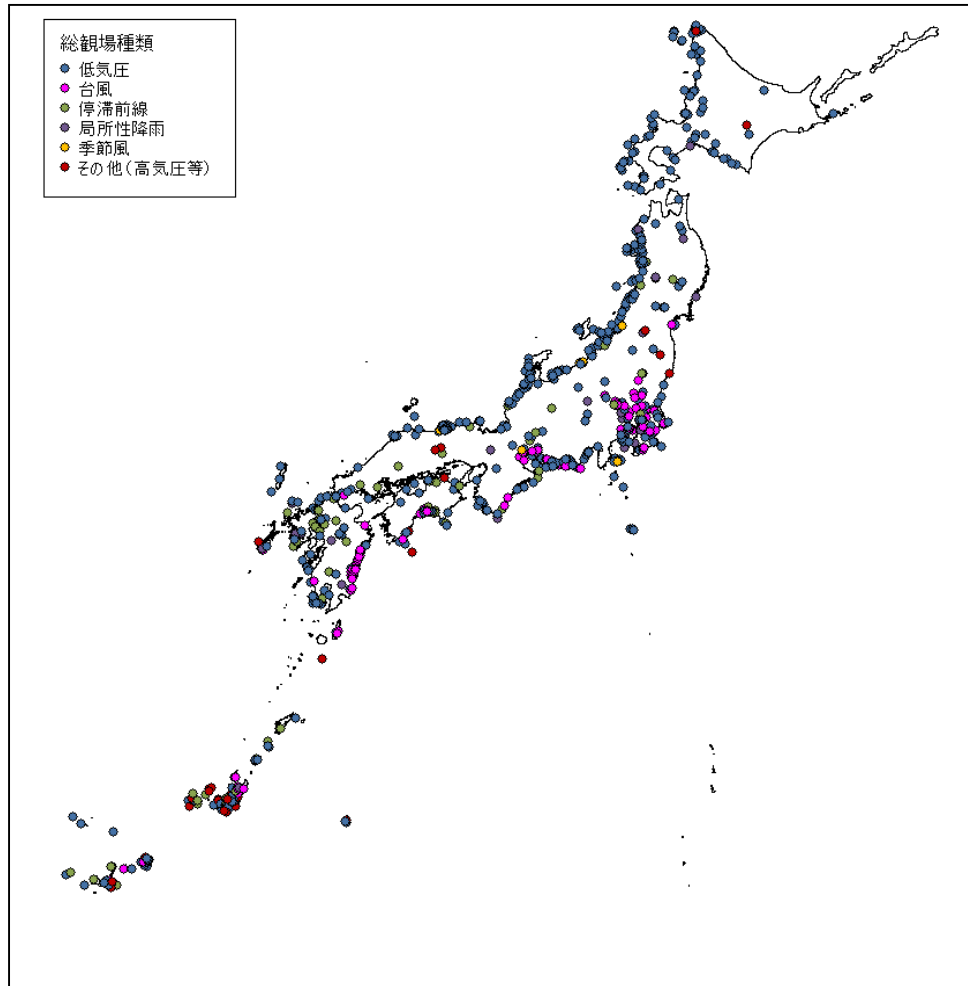 総観場種類
低気圧
台風
停滞前線
局所性降雨
季節風
その他(高気圧等)